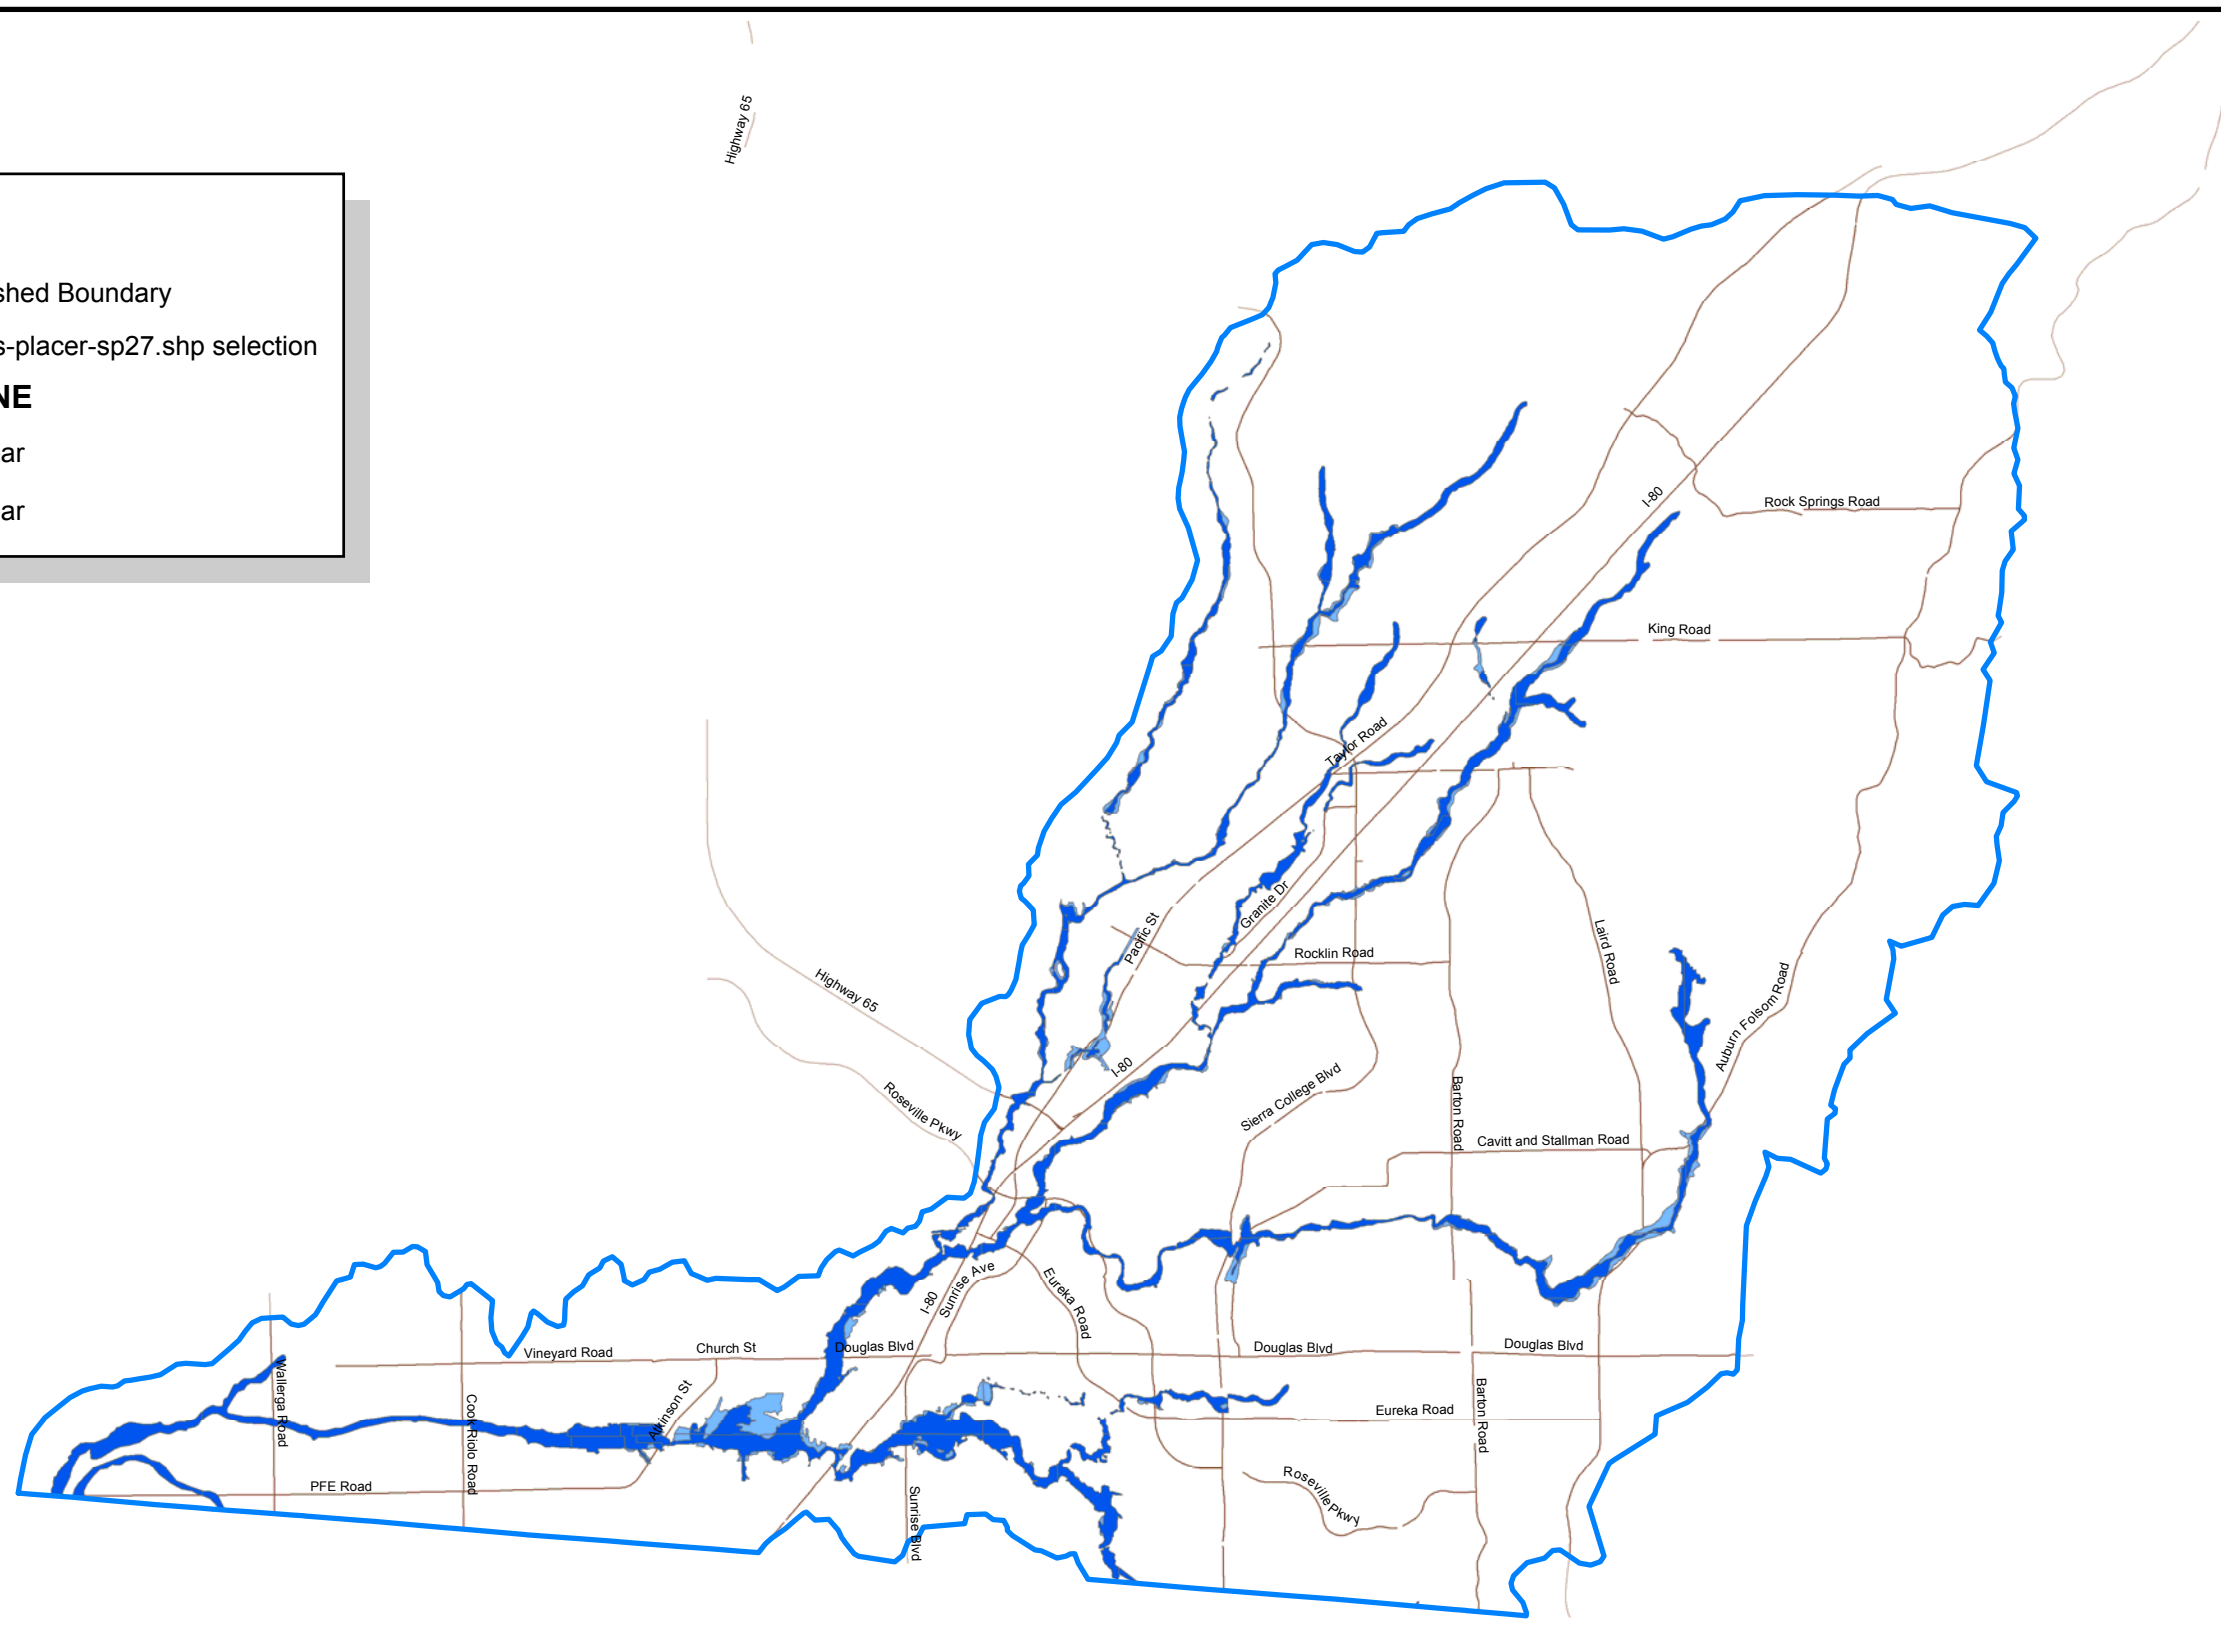 Highway 65
shed Boundary
s-placer-sp27.shp selection
NE
ar
ar
I-80
Rock Springs Road
King Road
Taylor Road
Granite Dr
Pacific St
Rocklin Road
Laird Road
Highway 65
Auburn Folsom Road
I-80
Roseville Pkwy
Sierra College Blvd
Barton Road
Cavitt and Stallman Road
Sunrise Ave
Eureka Road
I-80
Vineyard Road
Church St
Douglas Blvd
Douglas Blvd
Douglas Blvd
Wallerga Road
Cook Riolo Road
Atkinson St
Eureka Road
Barton Road
PFE Road
Roseville Pkwy
Sunrise Blvd